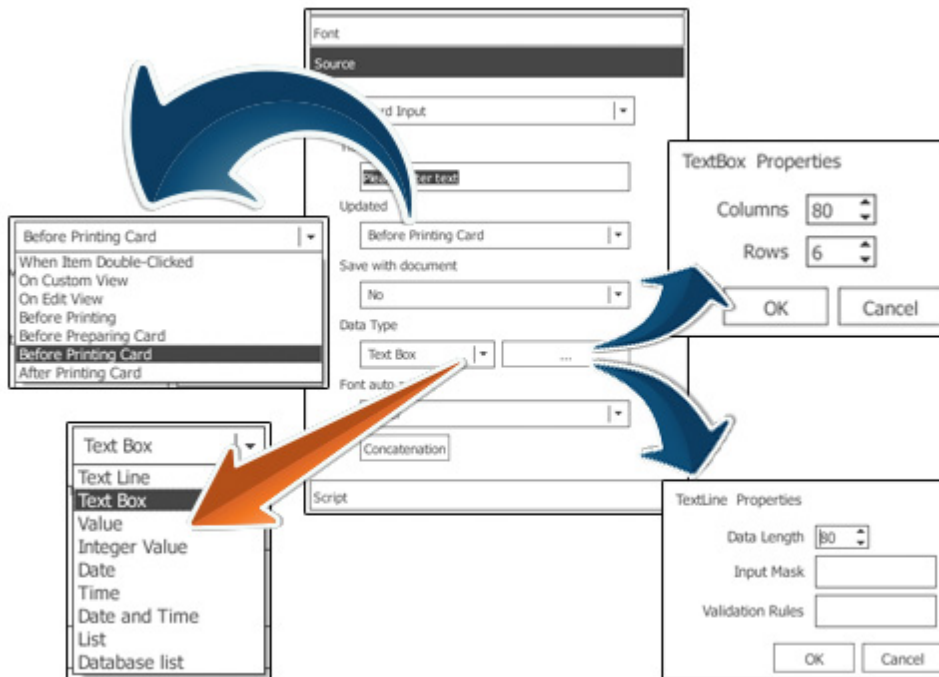 Font
Source
Input
text
Updated
Before Printing Card
Save with document
No
Data Type
Text Box
...
Font auto
Concatenation
Script
Before Printing Card
When Item Double-Clicked
On Custom View
On Edit View
Before Printing
Before Preparing Card
Before Printing Card
After Printing Card
Text Box
Text Line
Text Box
Value
Integer Value
Date
Time
Date and Time
List
Database list
TextBox Properties
Columns 80
Rows 6
OK Cancel
TextLine Properties
Data Length 80
Input Mask
Validation Rules
OK Cancel